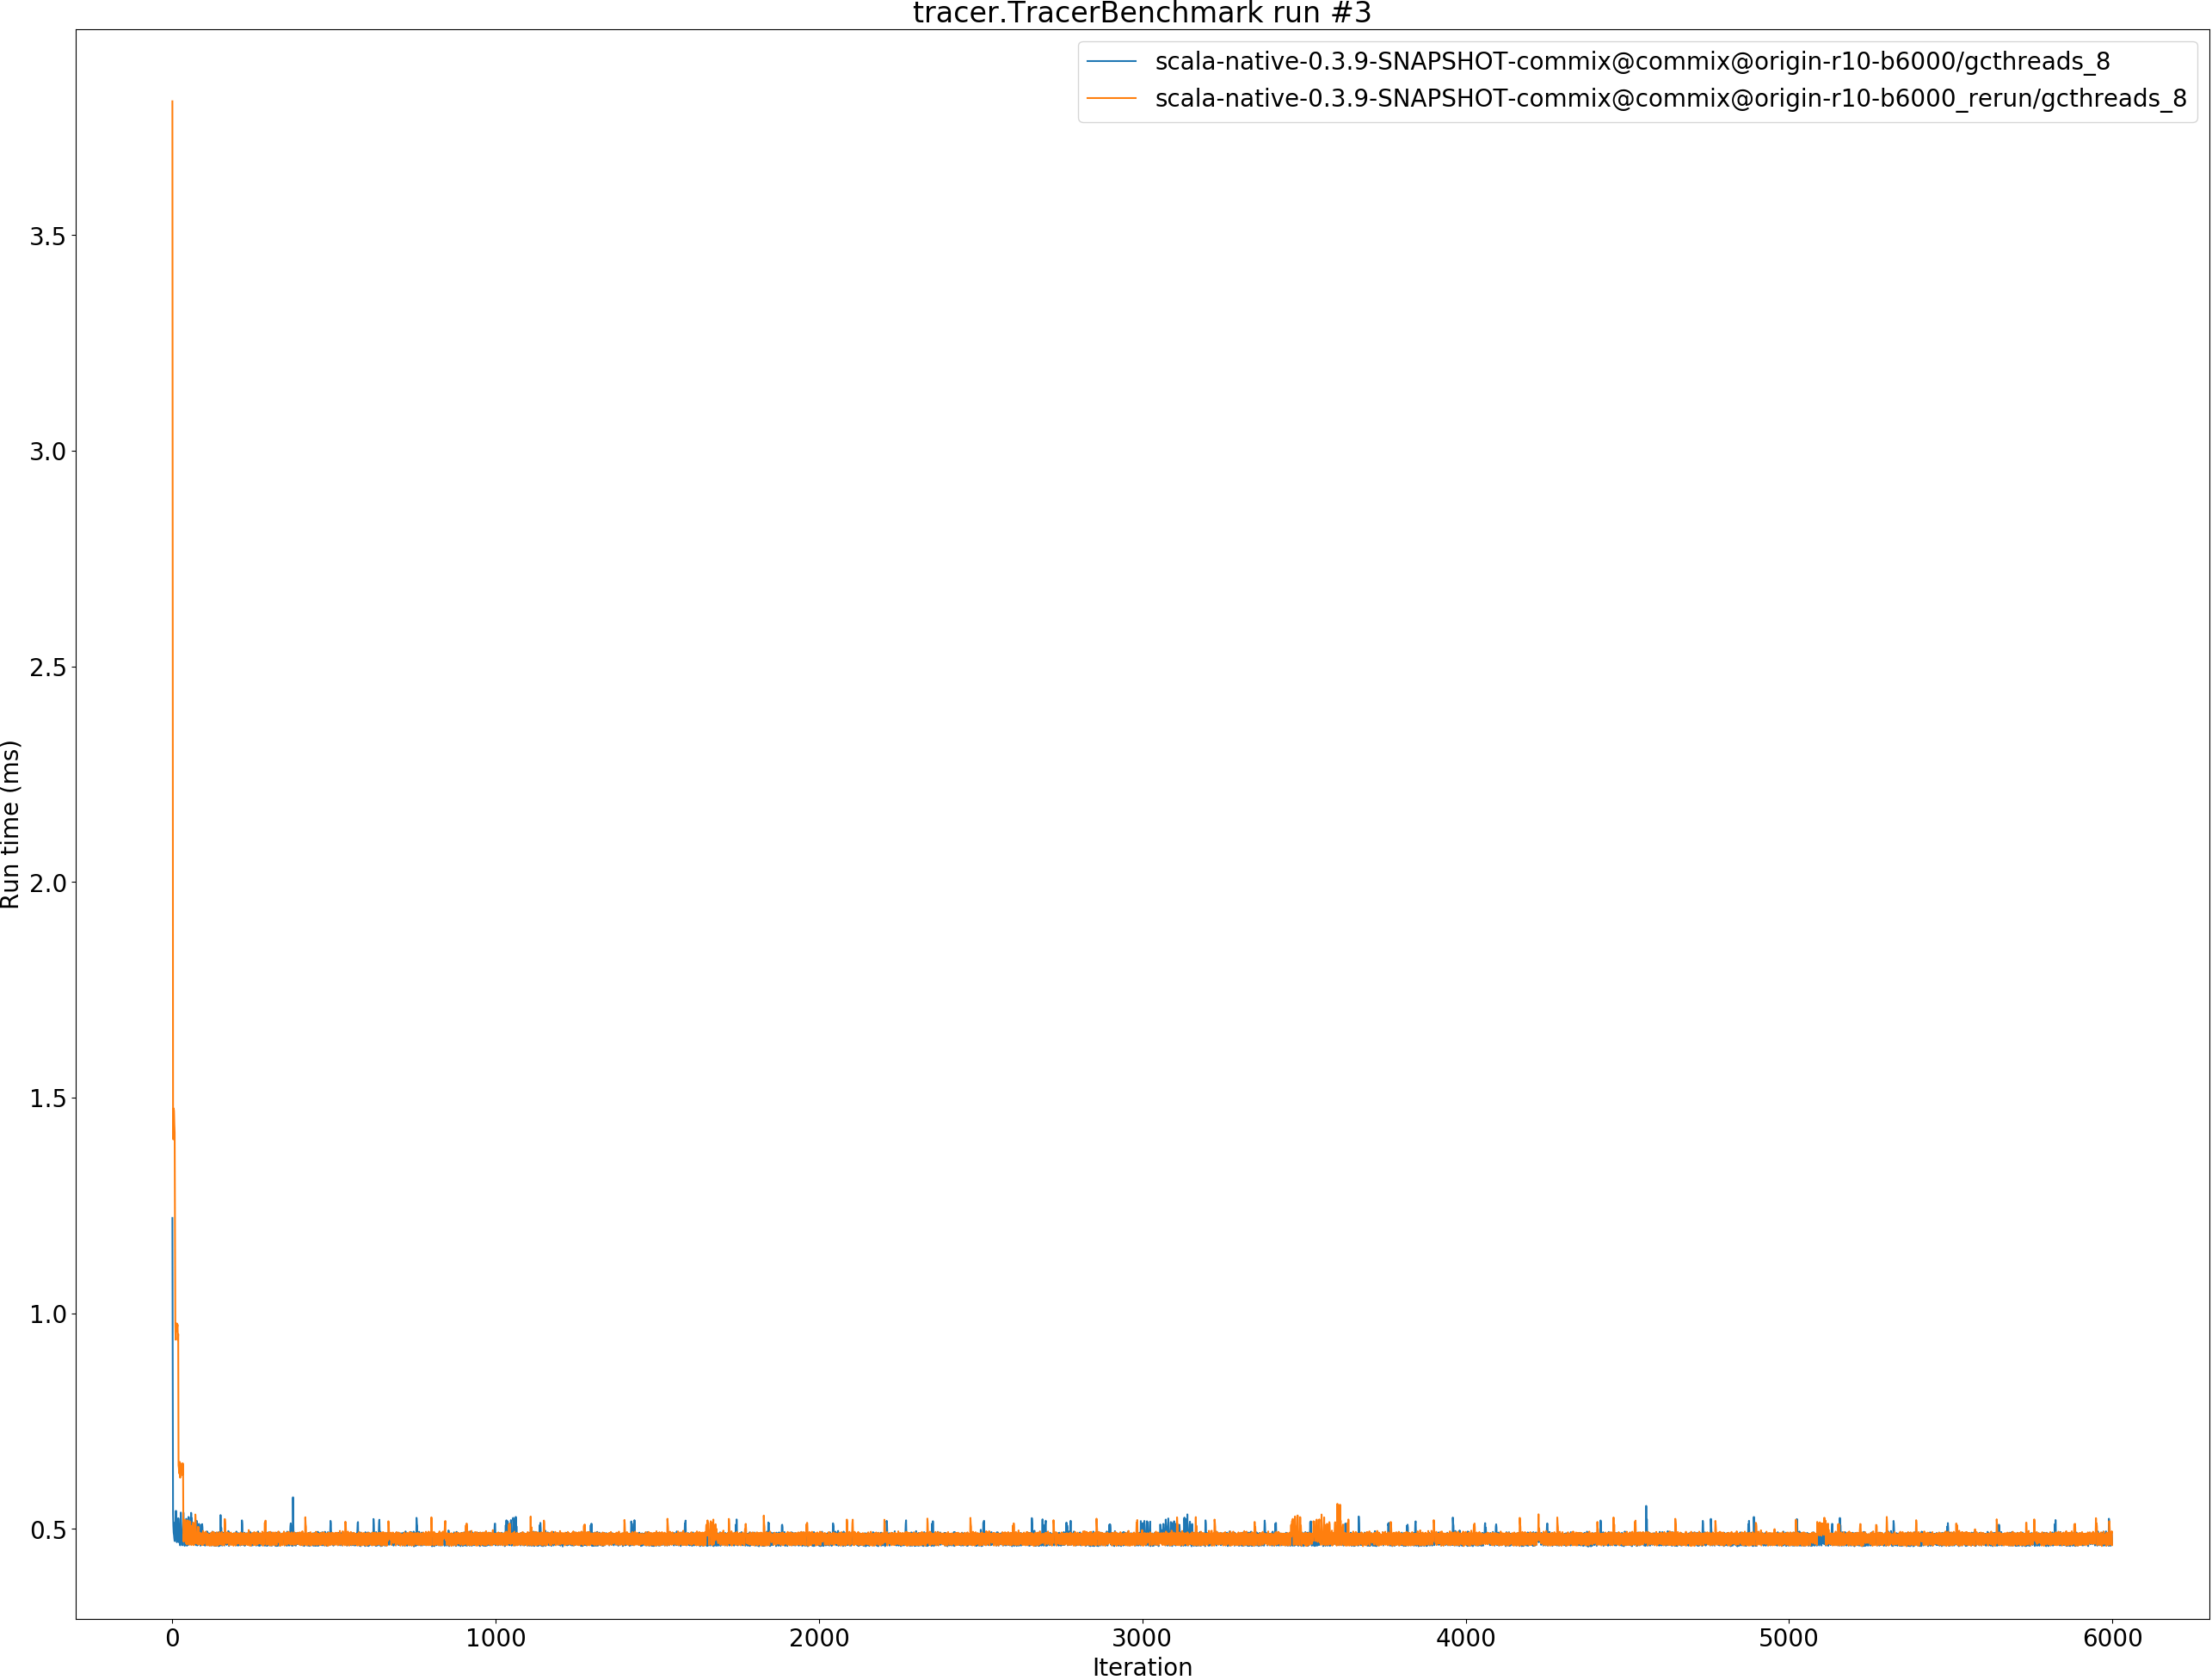 tracer.TracerBenchmark run #3
scala-native-0.3.9-SNAPSHOT-commix@commix@origin-r10-b6000/gcthreads_8
scala-native-0.3.9-SNAPSHOT-commix@commix@origin-r10-b6000_rerun/gcthreads_8
Run time (ms)
3.5
3.0
2.5
2.0
1.5
1.0
0.5
0 1000 2000 3000 4000 5000 6000
Iteration